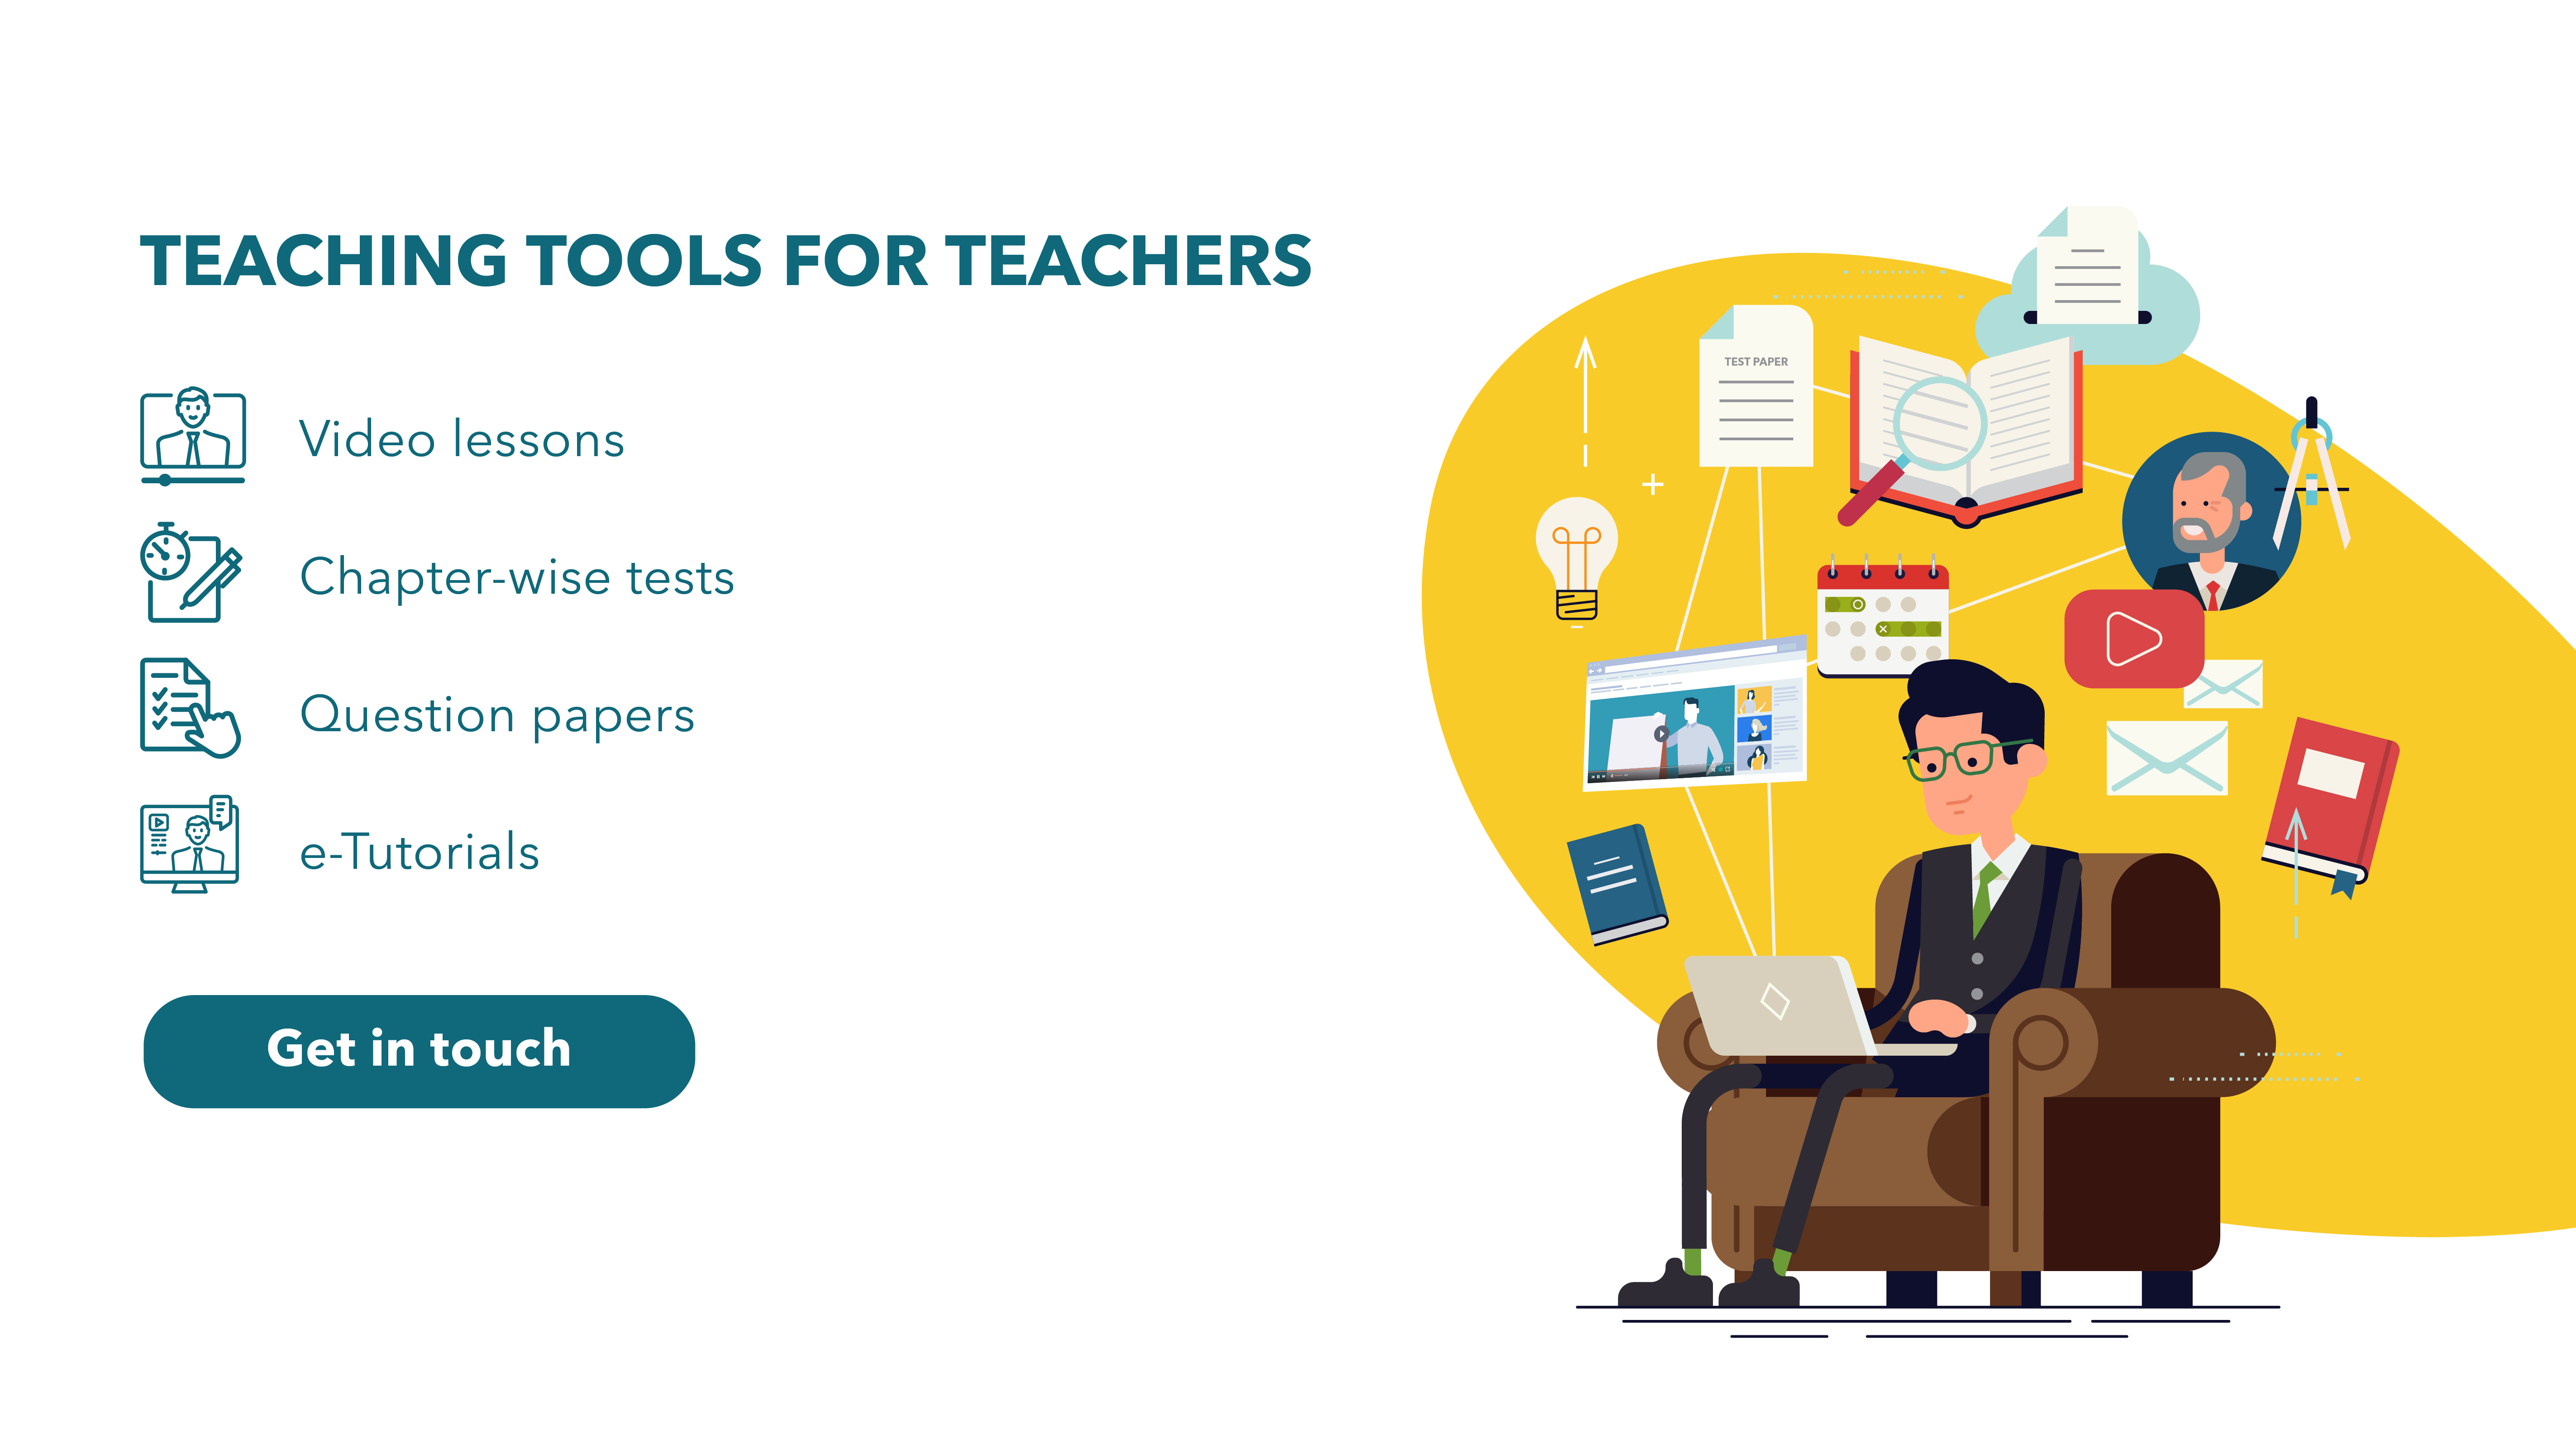 TEACHING TOOLS FOR TEACHERS
Video lessons
Chapter-wise tests
Question papers
e-Tutorials
Get in touch
TEST PAPER